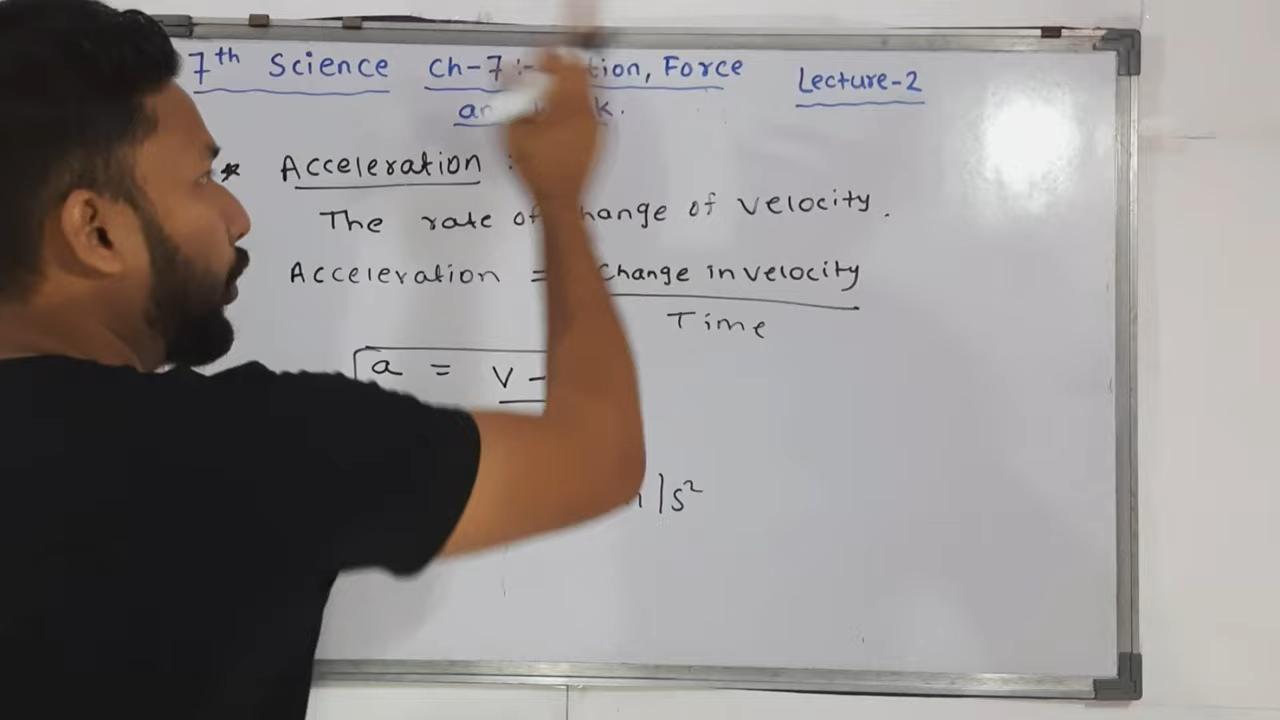 7th Science Ch-7 :- tion, Force Lecture-2
* Acceleration :
The rate of change of velocity.
Acceleration = Change in velocity
Time
a = v -
m/s²